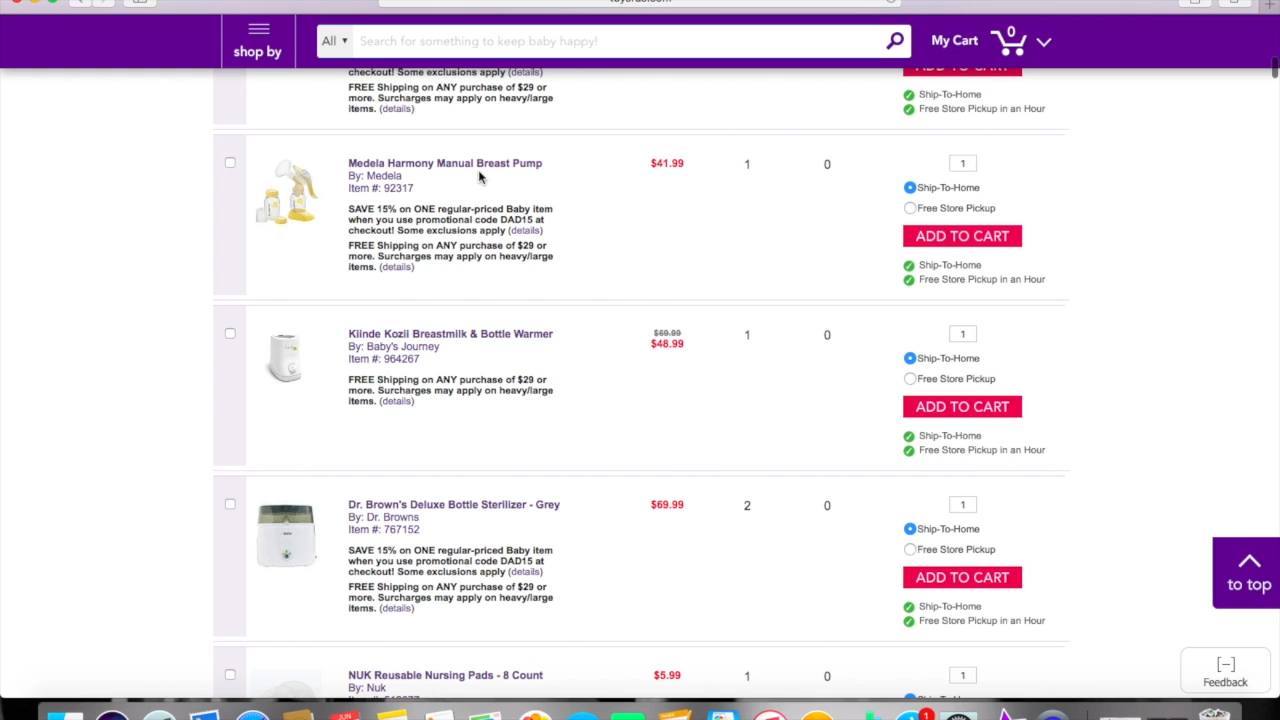 shop by
All ▾
Search for something to keep baby happy!
My Cart
0
checkout! Some exclusions apply (details)
FREE Shipping on ANY purchase of $29 or
more. Surcharges may apply on heavy/large
items. (details)
Ship-To-Home
Free Store Pickup in an Hour
Medela Harmony Manual Breast Pump
By: Medela
Item #: 92317
SAVE 15% on ONE regular-priced Baby item
when you use promotional code DAD15 at
checkout! Some exclusions apply (details)
FREE Shipping on ANY purchase of $29 or
more. Surcharges may apply on heavy/large
items. (details)
$41.99
1
0
1
Ship-To-Home
Free Store Pickup
ADD TO CART
Ship-To-Home
Free Store Pickup in an Hour
Kiinde Kozii Breastmilk & Bottle Warmer
By: Baby's Journey
Item #: 964267
FREE Shipping on ANY purchase of $29 or
more. Surcharges may apply on heavy/large
items. (details)
$69.99
$48.99
1
0
1
Ship-To-Home
Free Store Pickup
ADD TO CART
Ship-To-Home
Free Store Pickup in an Hour
Dr. Brown's Deluxe Bottle Sterilizer - Grey
By: Dr. Browns
Item #: 767152
SAVE 15% on ONE regular-priced Baby item
when you use promotional code DAD15 at
checkout! Some exclusions apply (details)
FREE Shipping on ANY purchase of $29 or
more. Surcharges may apply on heavy/large
items. (details)
$69.99
2
0
1
Ship-To-Home
Free Store Pickup
ADD TO CART
Ship-To-Home
Free Store Pickup in an Hour
to top
NUK Reusable Nursing Pads - 8 Count
By: Nuk
$5.99
1
0
1
[–]
Feedback
JUN
1